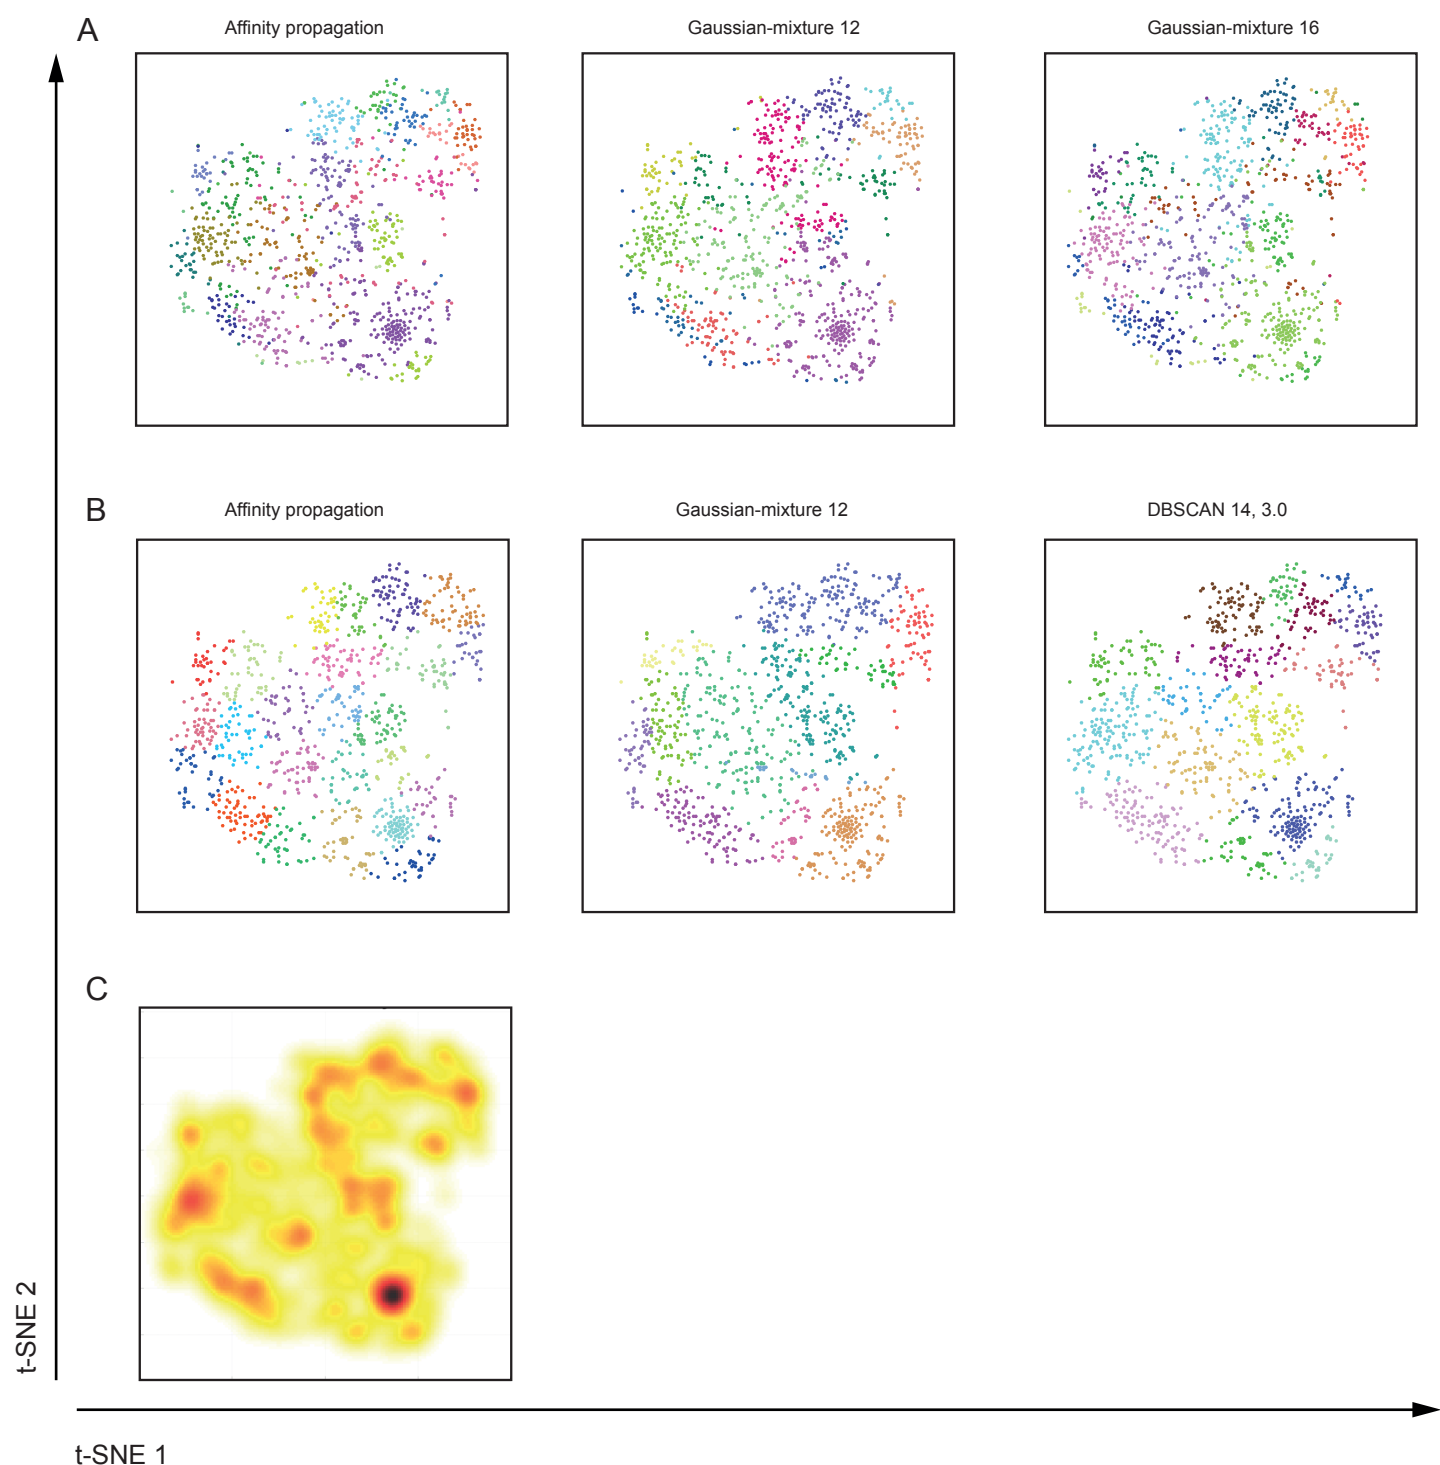 A
Affinity propagation
Gaussian-mixture 12
Gaussian-mixture 16
B
Affinity propagation
Gaussian-mixture 12
DBSCAN 14, 3.0
C
t-SNE 2
t-SNE 1